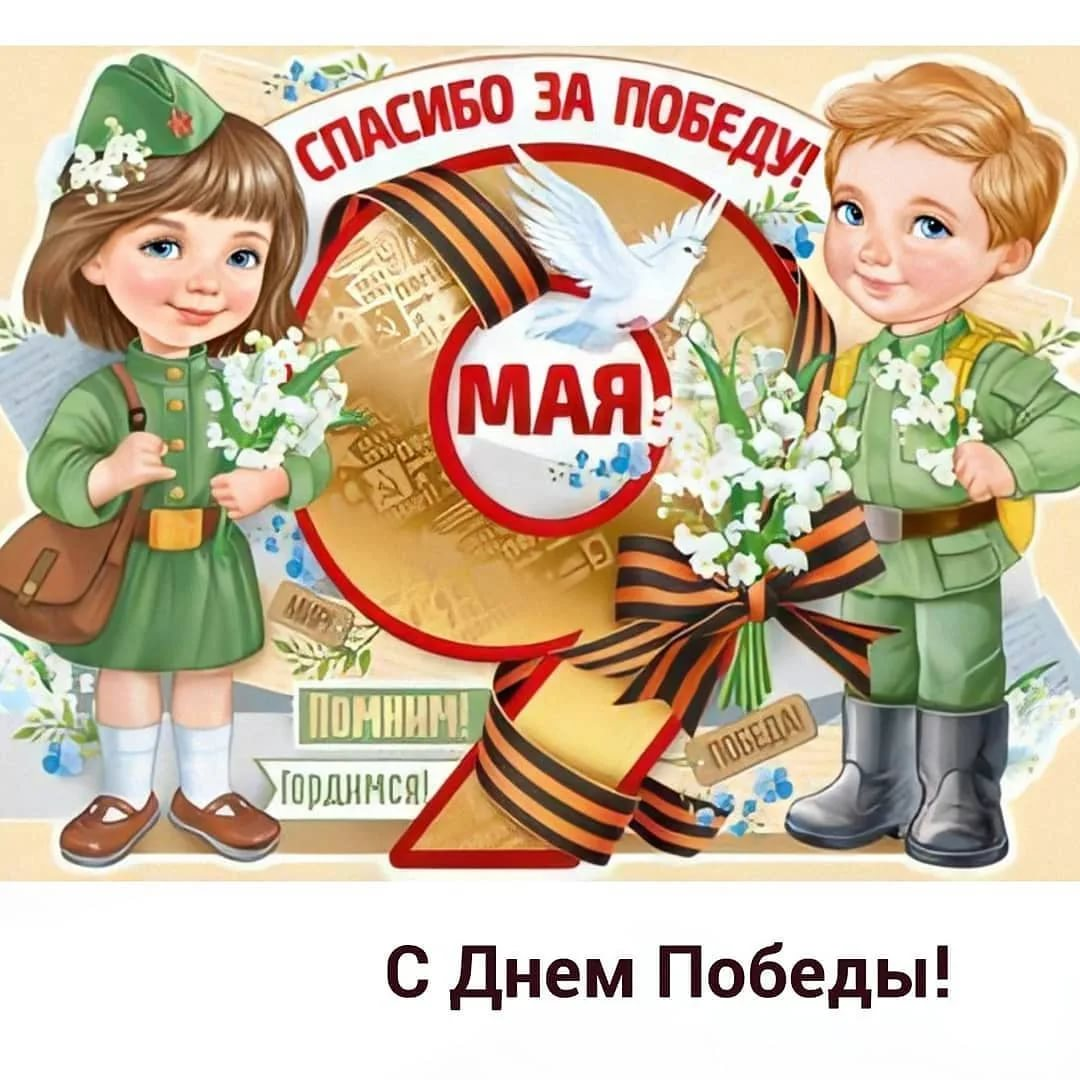 СПАСИБО ЗА ПОБЕДУ!
9
МАЯ
МИР!
ПОМНИМ!
ПОБЕДА!
ГОРДИМСЯ!
С Днем Победы!